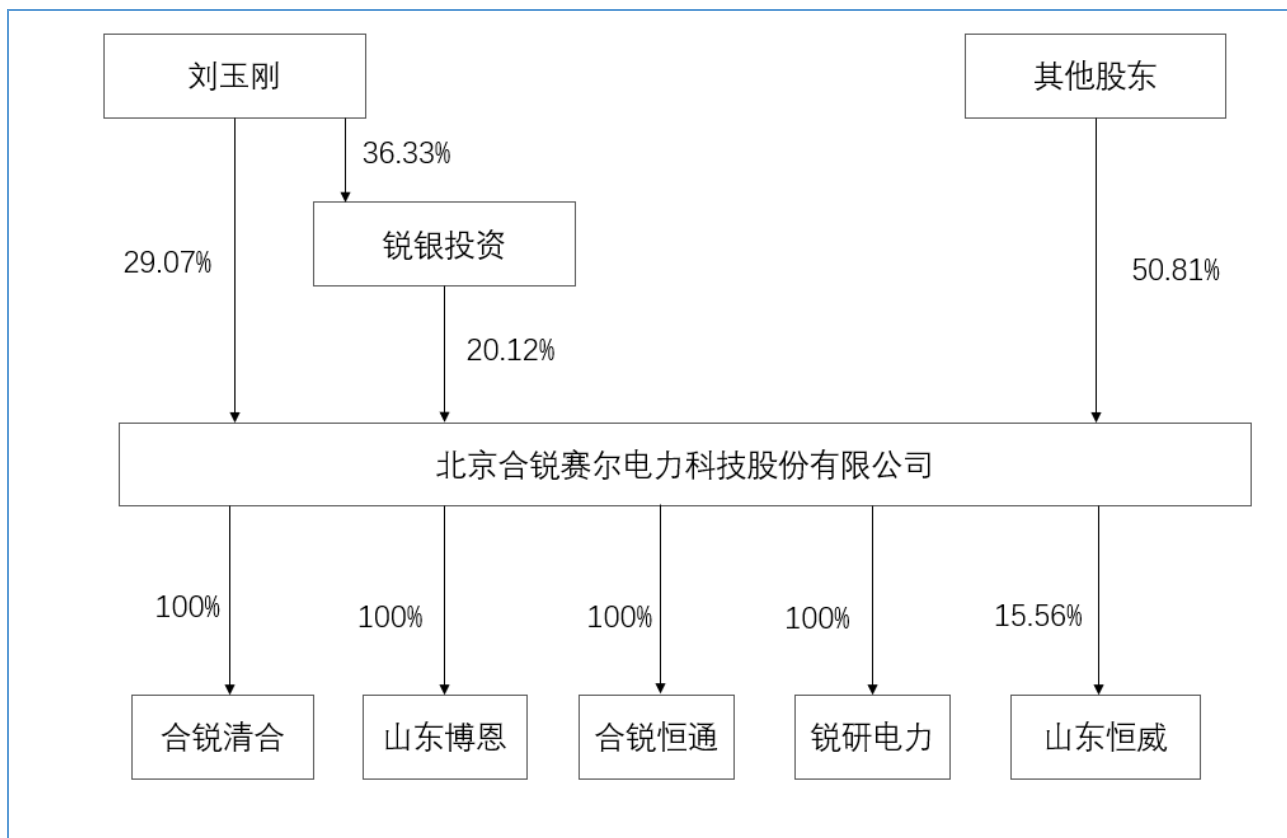 刘玉刚
其他股东
36.33%
锐银投资
29.07%
50.81%
20.12%
北京合锐赛尔电力科技股份有限公司
100%
100%
100%
100%
15.56%
合锐清合
山东博恩
合锐恒通
锐研电力
山东恒威